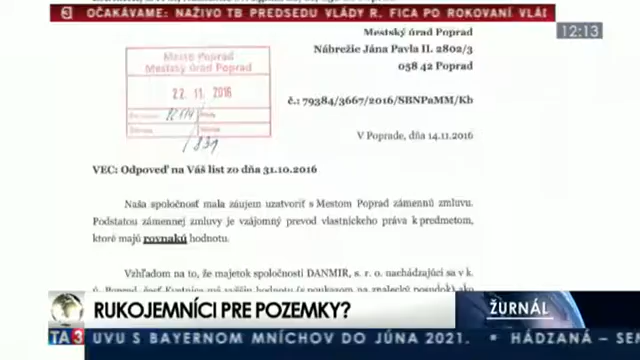 OČAKÁVAME: NAŽIVO TB PREDSEDU VLÁDY R. FICA PO ROKOVANÍ VLÁD
12:13
Mestský úrad Poprad
Nábrežie Jána Pavla II. 2802/3
058 42 Poprad
Mesto Poprad
Mestský úrad Poprad
22. 11. 2016
č.: 79384/3667/2016/SBNPaMM/Kb
V Poprade, dňa 14.11.2016
VEC: Odpoveď na Váš list zo dňa 31.10.2016
Naša spoločnosť mala záujem uzatvoriť s Mestom Poprad zámennú zmluvu.
Podstatou zámennej zmluvy je vzájomný prevod vlastníckeho práva k predmetom,
ktoré majú rovnakú hodnotu.
Vzhľadom na to, že majetok spoločnosti DANMIR, s. r. o. nachádzajúci sa v k.
RUKOJEMNÍCI PRE POZEMKY?
ŽURNÁL
TA3
UVU S BAYERNOM MNÍCHOV DO JÚNA 2021. * HÁDZANÁ – SE